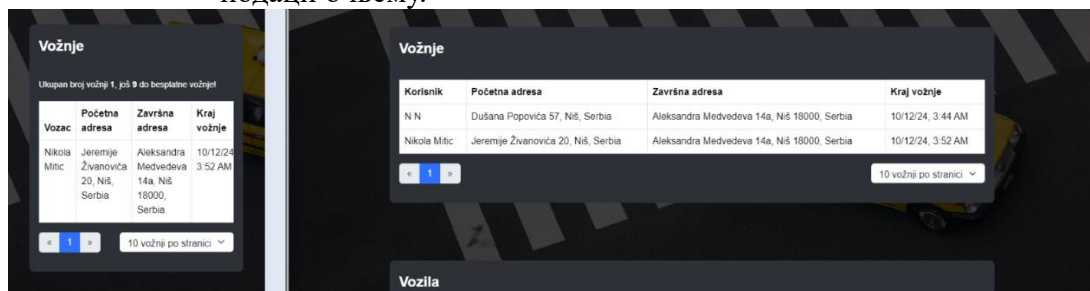 Vožnje
Ukupan broj vožnji 1, još 9 do besplatne vožnje!
Vozac Početna adresa Završna adresa Kraj vožnje
Nikola Mitic Jeremije Živanovića 20, Niš, Serbia Aleksandra Medvedeva 14a, Niš 18000, Serbia 10/12/24 3:52 AM
« 1 » 10 vožnji po stranici
Vožnje
Korisnik Početna adresa Završna adresa Kraj vožnje
N N Dušana Popovića 57, Niš, Serbia Aleksandra Medvedeva 14a, Niš 18000, Serbia 10/12/24, 3:44 AM
Nikola Mitic Jeremije Živanovića 20, Niš, Serbia Aleksandra Medvedeva 14a, Niš 18000, Serbia 10/12/24, 3:52 AM
« 1 » 10 vožnji po stranici
Vozila